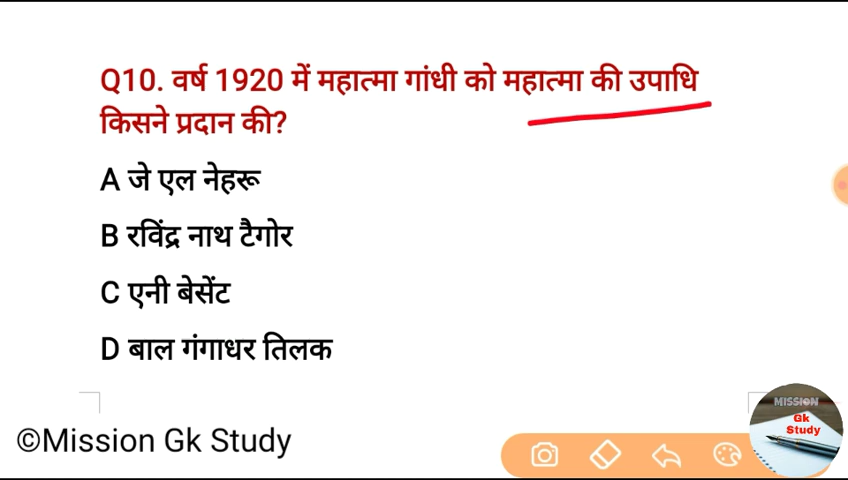 Q10. वर्ष 1920 में महात्मा गांधी को महात्मा की उपाधि
किसने प्रदान की?
A जे एल नेहरू
B रविंद्र नाथ टैगोर
C एनी बेसेंट
D बाल गंगाधर तिलक
©Mission Gk Study
MISSION
Gk
Study